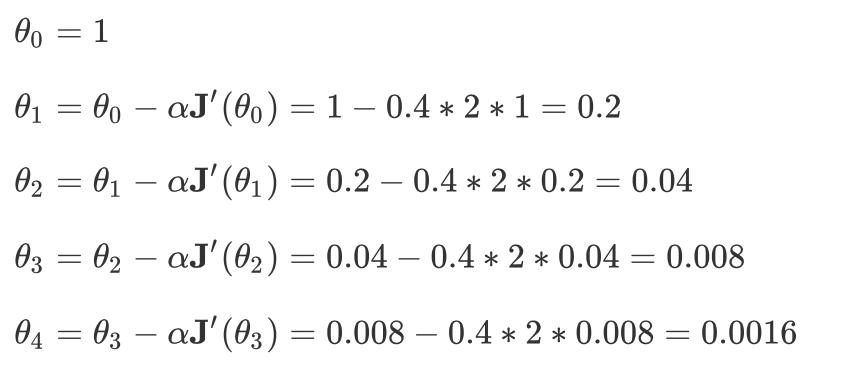 θ₀ = 1
θ₁ = θ₀ − αJ′(θ₀) = 1 − 0.4 ∗ 2 ∗ 1 = 0.2
θ₂ = θ₁ − αJ′(θ₁) = 0.2 − 0.4 ∗ 2 ∗ 0.2 = 0.04
θ₃ = θ₂ − αJ′(θ₂) = 0.04 − 0.4 ∗ 2 ∗ 0.04 = 0.008
θ₄ = θ₃ − αJ′(θ₃) = 0.008 − 0.4 ∗ 2 ∗ 0.008 = 0.0016